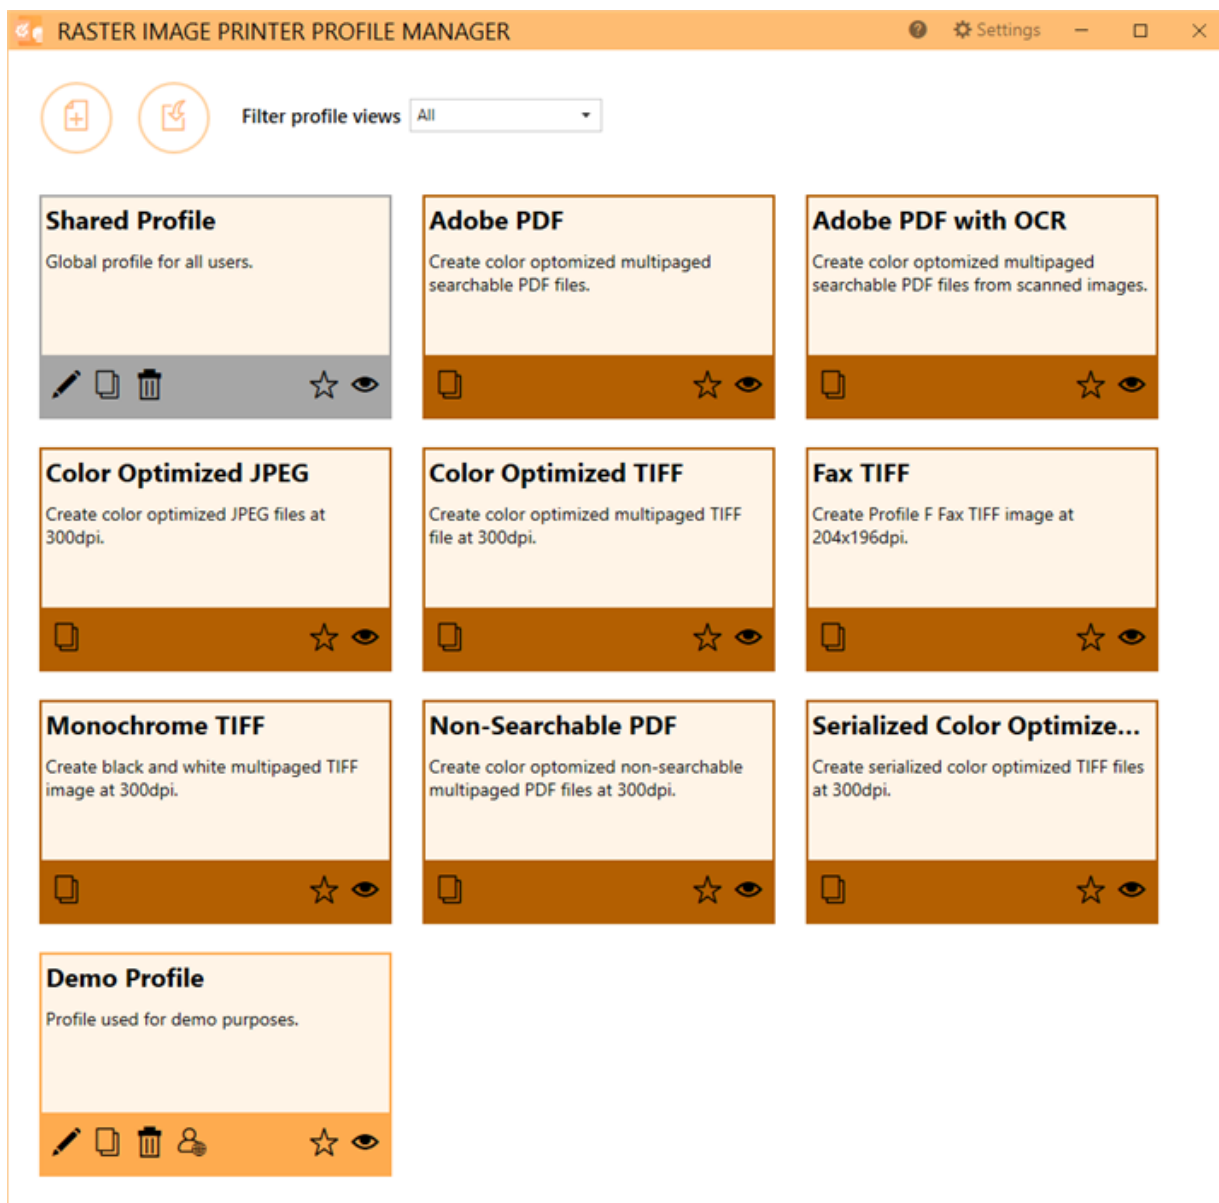 RASTER IMAGE PRINTER PROFILE MANAGER
Settings
Filter profile views
All
Shared Profile
Global profile for all users.
Adobe PDF
Create color optomized multipaged
searchable PDF files.
Adobe PDF with OCR
Create color optomized multipaged
searchable PDF files from scanned images.
Color Optimized JPEG
Create color optimized JPEG files at
300dpi.
Color Optimized TIFF
Create color optimized multipaged TIFF
file at 300dpi.
Fax TIFF
Create Profile F Fax TIFF image at
204x196dpi.
Monochrome TIFF
Create black and white multipaged TIFF
image at 300dpi.
Non-Searchable PDF
Create color optomized non-searchable
multipaged PDF files at 300dpi.
Serialized Color Optimize...
Create serialized color optimized TIFF files
at 300dpi.
Demo Profile
Profile used for demo purposes.